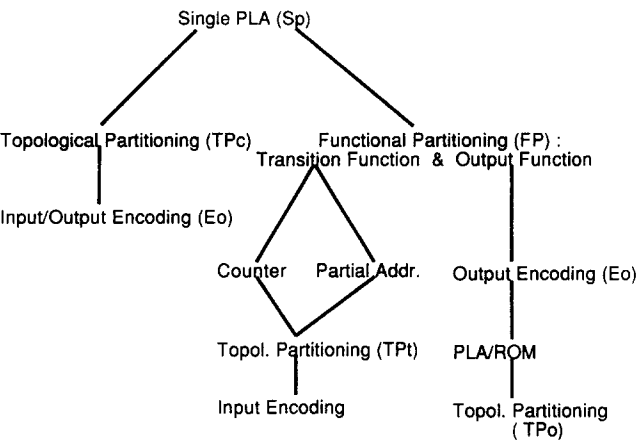 Single PLA (Sp)
Topological Partitioning (TPc)
Functional Partitioning (FP) :
Transition Function & Output Function
Input/Output Encoding (Eo)
Counter
Partial Addr.
Output Encoding (Eo)
Topol. Partitioning (TPt)
PLA/ROM
Input Encoding
Topol. Partitioning
( TPo)